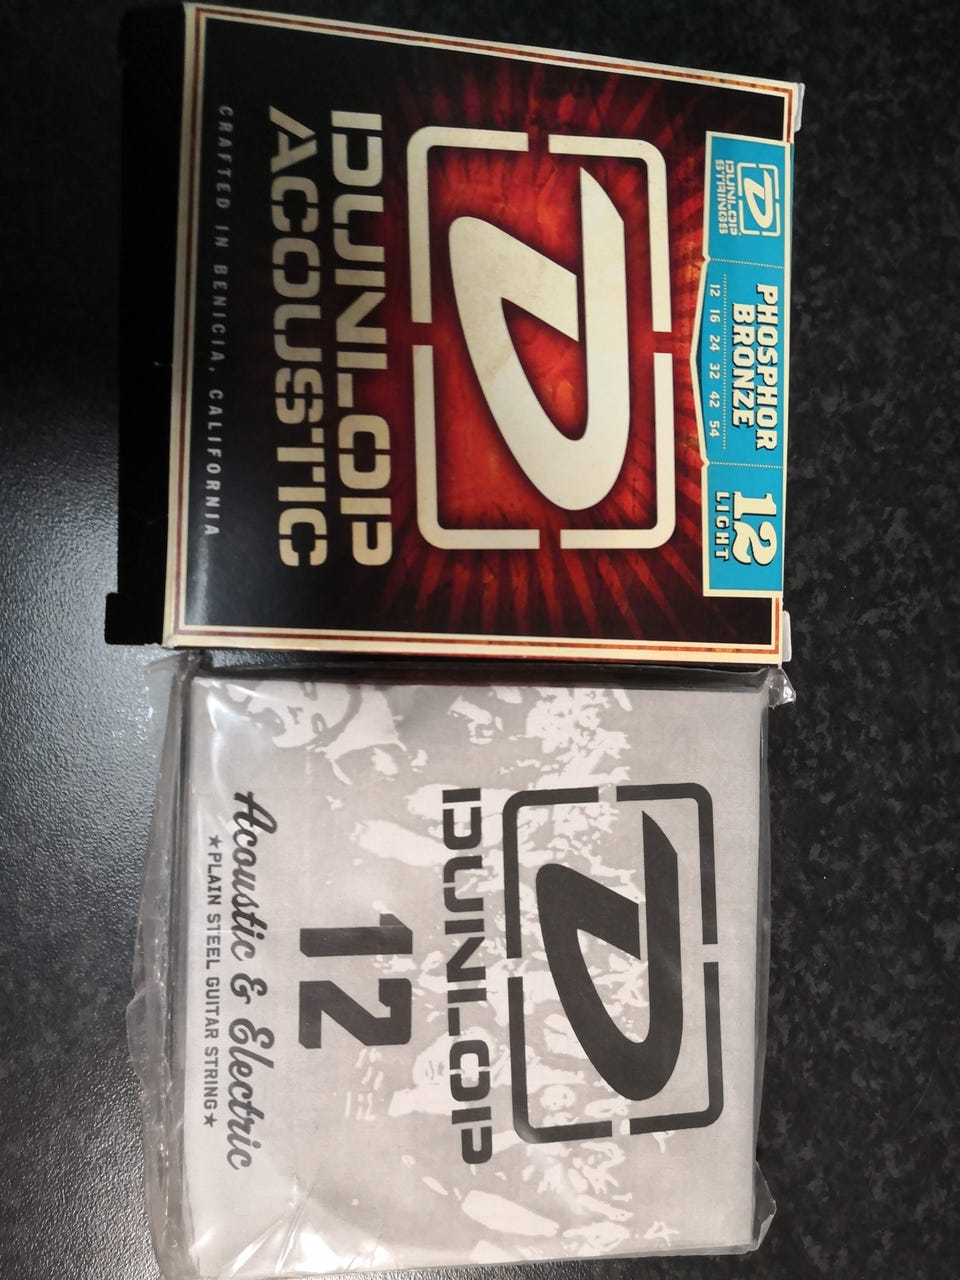 DUNLOP
STRINGS
PHOSPHOR
BRONZE
12 16 24 32 42 54
12
LIGHT
DUNLOP
ACOUSTIC
CRAFTED IN BENICIA, CALIFORNIA
DUNLOP
12
Acoustic & Electric
★PLAIN STEEL GUITAR STRING★